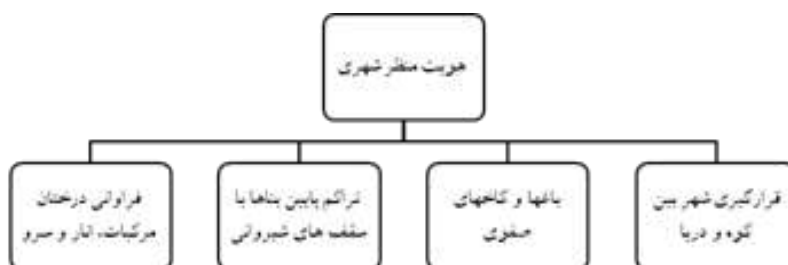 هویت منظر شهری
قرارگیری شهر بین
کوه و دریا
باغها و کاخهای
صفوی
تراکم پایین بناها با
سقف های شیروانی
فراوانی درختان
مرکبات، انار و سرو